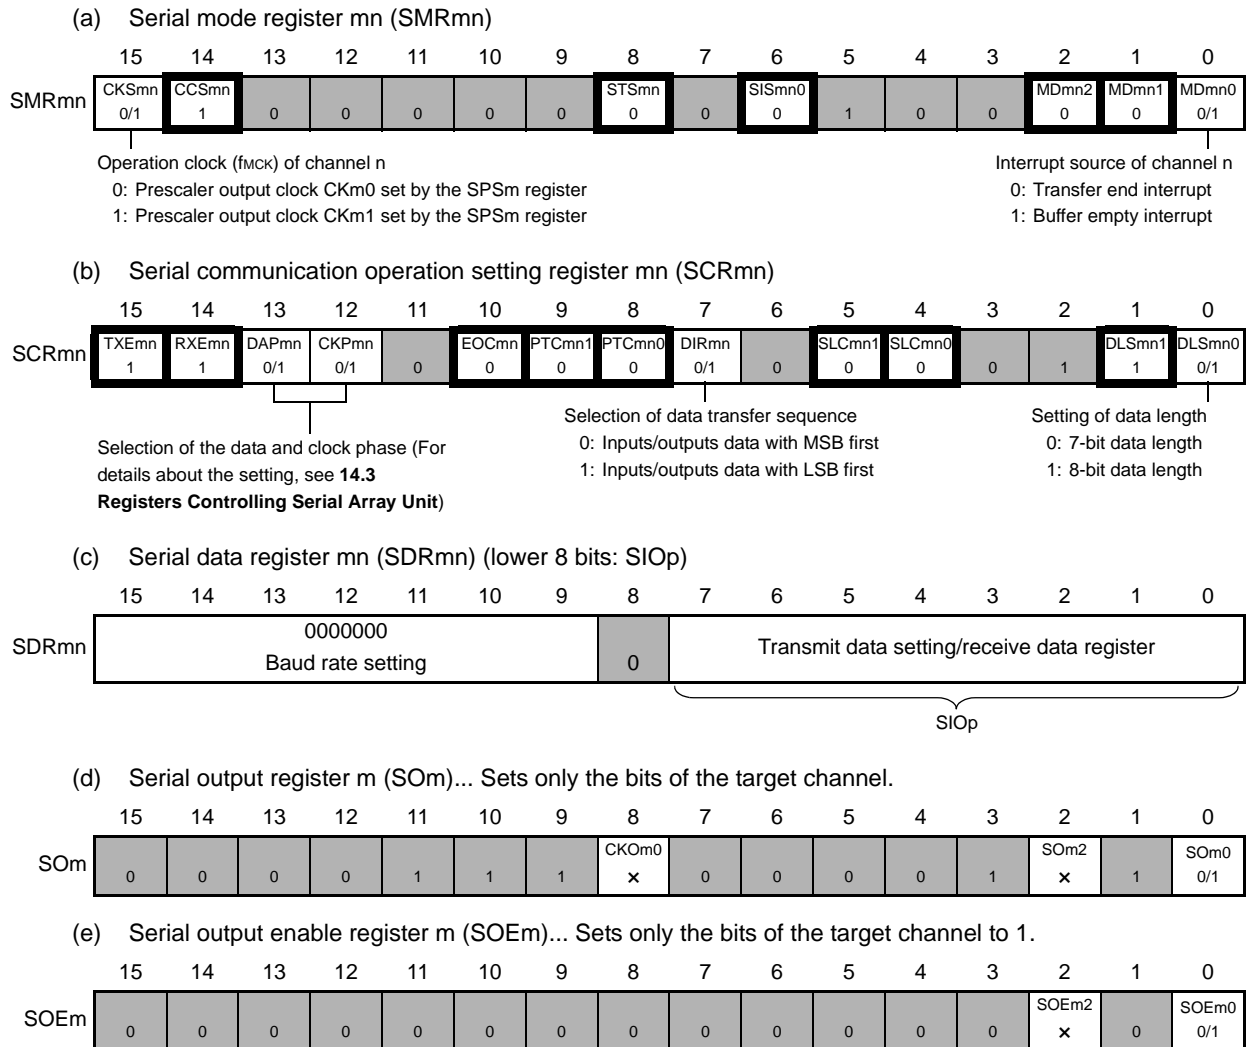 (a) Serial mode register mn (SMRmn)
15 14 13 12 11 10 9 8 7 6 5 4 3 2 1 0
SMRmn
CKSmn CCSmn STSmn SISmn0 MDmn2 MDmn1 MDmn0
0/1 1 0 0 0 0 0 0 0 0 1 0 0 0 0 0/1
Operation clock (fMCK) of channel n
0: Prescaler output clock CKm0 set by the SPSm register
1: Prescaler output clock CKm1 set by the SPSm register
Interrupt source of channel n
0: Transfer end interrupt
1: Buffer empty interrupt
(b) Serial communication operation setting register mn (SCRmn)
15 14 13 12 11 10 9 8 7 6 5 4 3 2 1 0
SCRmn
TXEmn RXEmn DAPmn CKPmn EOCmn PTCmn1 PTCmn0 DIRmn SLCmn1 SLCmn0 DLSmn1 DLSmn0
1 1 0/1 0/1 0 0 0 0 0/1 0 0 0 0 1 1 0/1
Selection of the data and clock phase (For
details about the setting, see 14.3
Registers Controlling Serial Array Unit)
Selection of data transfer sequence
0: Inputs/outputs data with MSB first
1: Inputs/outputs data with LSB first
Setting of data length
0: 7-bit data length
1: 8-bit data length
(c) Serial data register mn (SDRmn) (lower 8 bits: SIOp)
15 14 13 12 11 10 9 8 7 6 5 4 3 2 1 0
SDRmn
0000000
Baud rate setting
0
Transmit data setting/receive data register
SIOp
(d) Serial output register m (SOm)... Sets only the bits of the target channel.
15 14 13 12 11 10 9 8 7 6 5 4 3 2 1 0
SOm
CKOm0 SOm2 SOm0
0 0 0 0 1 1 1 × 0 0 0 0 1 × 1 0/1
(e) Serial output enable register m (SOEm)... Sets only the bits of the target channel to 1.
15 14 13 12 11 10 9 8 7 6 5 4 3 2 1 0
SOEm
SOEm2 SOEm0
0 0 0 0 0 0 0 0 0 0 0 0 0 × 0 0/1